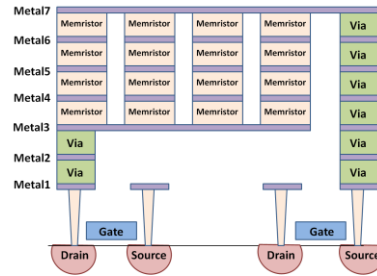 Metal7
Memristor Memristor Memristor Memristor Via
Metal6
Memristor Memristor Memristor Memristor Via
Metal5
Memristor Memristor Memristor Memristor Via
Metal4
Memristor Memristor Memristor Memristor Via
Metal3
Via Via
Metal2
Via Via
Metal1
Gate Gate
Drain Source Drain Source